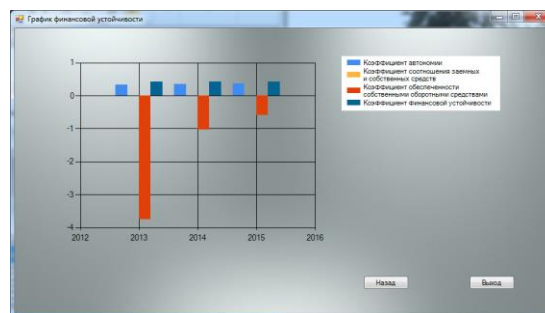 График финансовой устойчивости
1
0
-1
-2
-3
-4
2012 2013 2014 2015 2016
Коэффициент автономии
Коэффициент соотношения заемных
и собственных средств
Коэффициент обеспеченности
собственными оборотными средствами
Коэффициент финансовой устойчивости
Назад Выход